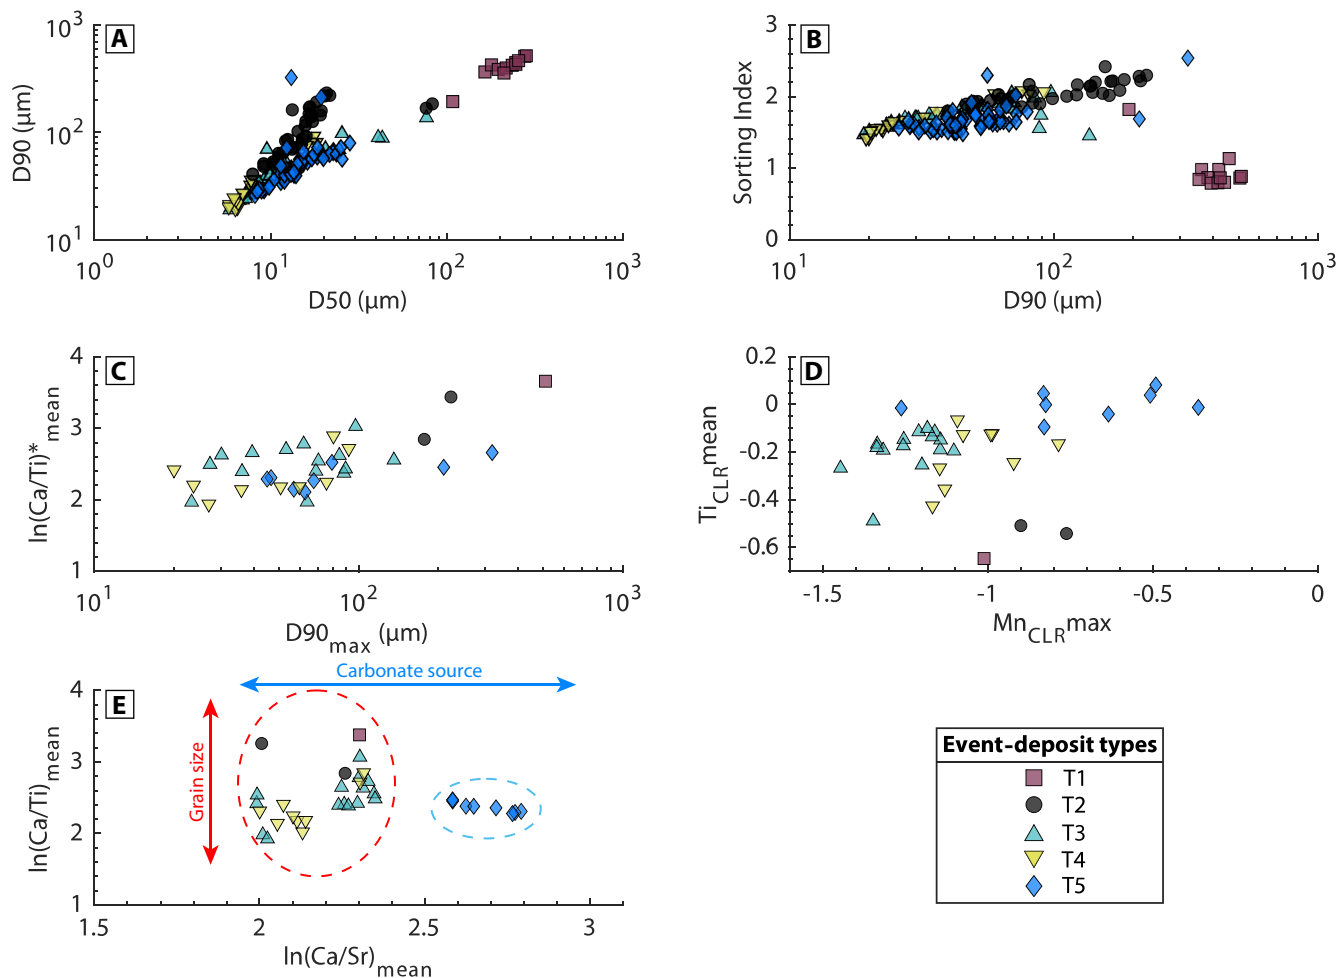 A
D90 (µm)
10³
10²
10¹
10⁰ 10¹ 10² 10³
D50 (µm)
B
Sorting Index
3
2
1
0
10¹ 10² 10³
D90 (µm)
C
ln(Ca/Ti)*mean
4
3
2
1
10¹ 10² 10³
D90max (µm)
D
TiCLRmean
0.2
0
-0.2
-0.4
-0.6
-1.5 -1 -0.5 0
MnCLRmax
Carbonate source
E
Grain size
ln(Ca/Ti)mean
4
3
2
1
1.5 2 2.5 3
ln(Ca/Sr)mean
Event-deposit types
T1
T2
T3
T4
T5